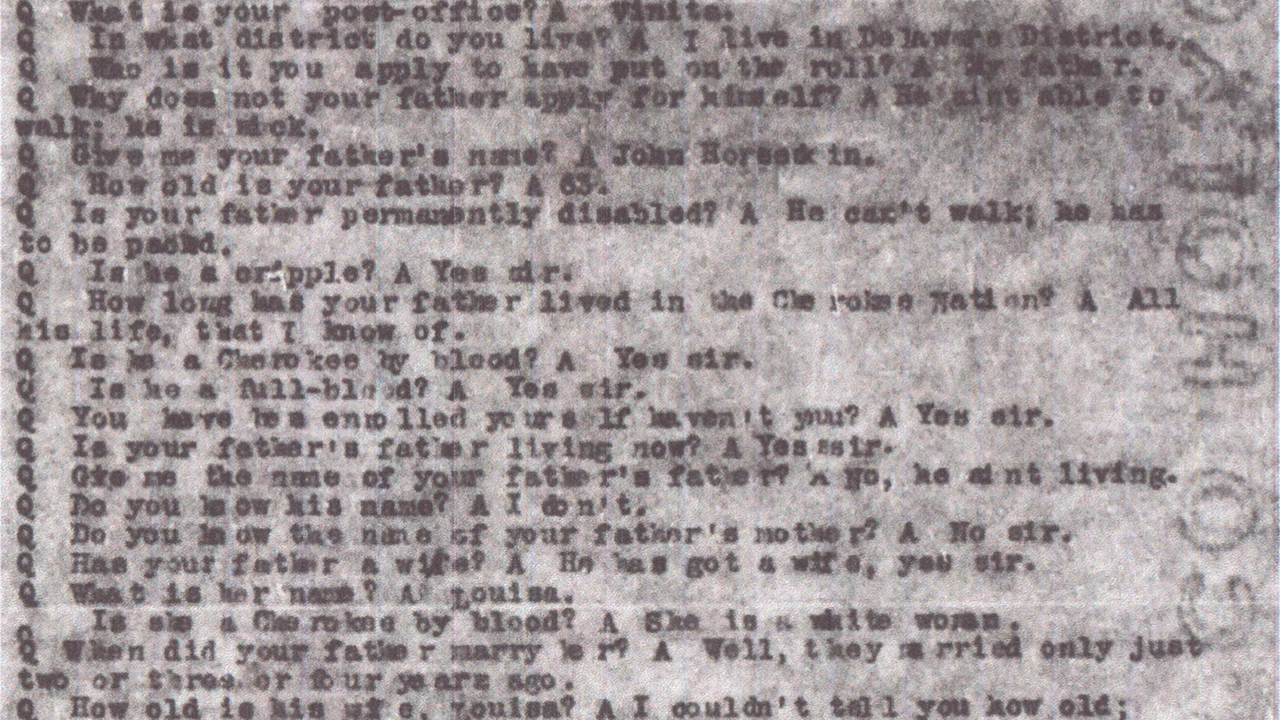 Q What is your post-office? A Vinita.
Q In what district do you live? A I live in Delaware District.
Q Who is it you apply to have put on the roll? A My father.
Q Why does not your father apply for himself? A He aint able to
walk; he is sick.
Q Give me your father's name? A John Horse
Q How old is your father? A 63.
Q Is your father permanently disabled? A He can't walk; he has
to be
Q Is he a cripple? A Yes sir.
Q How long has your father lived in the Cherokee Nation? A All
his life, that I know of.
Q Is he a Cherokee by blood? A Yes sir.
Q Is he a full-blood? A Yes sir.
Q You have been enrolled yourself haven't you? A Yes sir.
Q Is your father's father living now? A Yes sir.
Q Give me the name of your father's father? A No, he aint living.
Q Do you know his name? A I don't.
Q Do you know the name of your father's mother? A No sir.
Q Has your father a wife? A He has got a wife, yes sir.
Q What is her name? A Louisa.
Q Is she a Cherokee by blood? A She is a white woman.
Q When did your father marry her? A Well, they married only just
two or three or four years ago.
Q How old is his wife, Louisa? A I couldn't tell you how old;